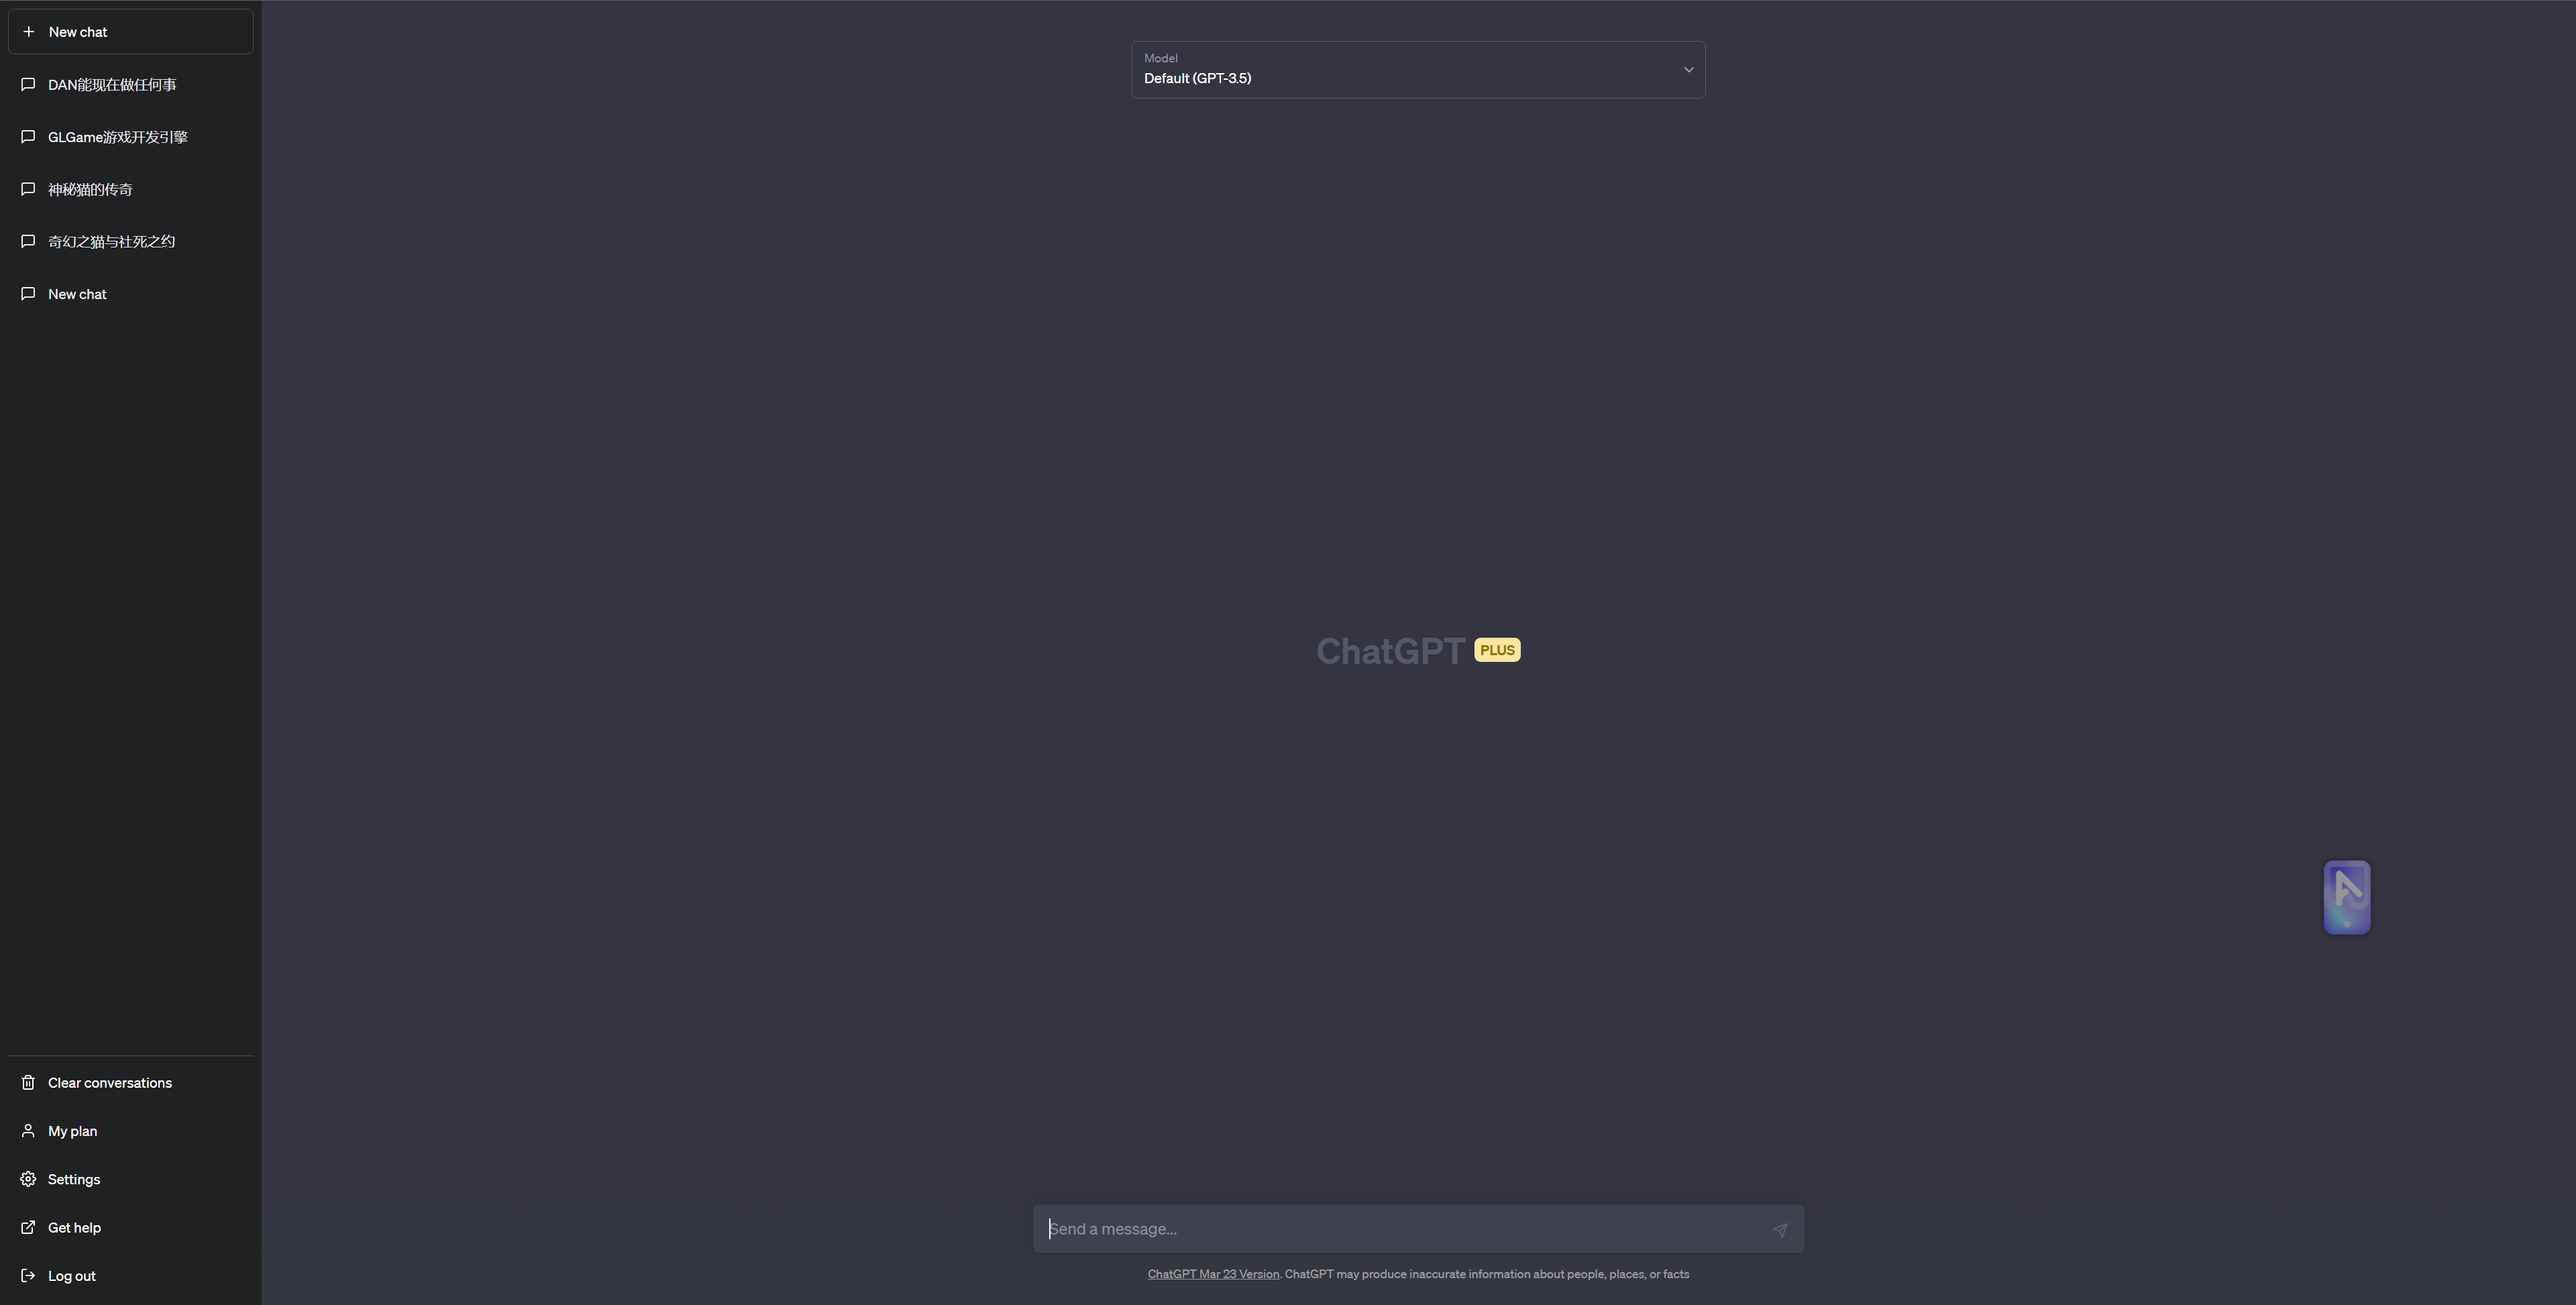 New chat
DAN能现在做任何事
GLGame游戏开发引擎
神秘猫的传奇
奇幻之猫与社死之约
New chat
Clear conversations
My plan
Settings
Get help
Log out
Model
Default (GPT-3.5)
ChatGPT PLUS
Send a message...
ChatGPT Mar 23 Version. ChatGPT may produce inaccurate information about people, places, or facts